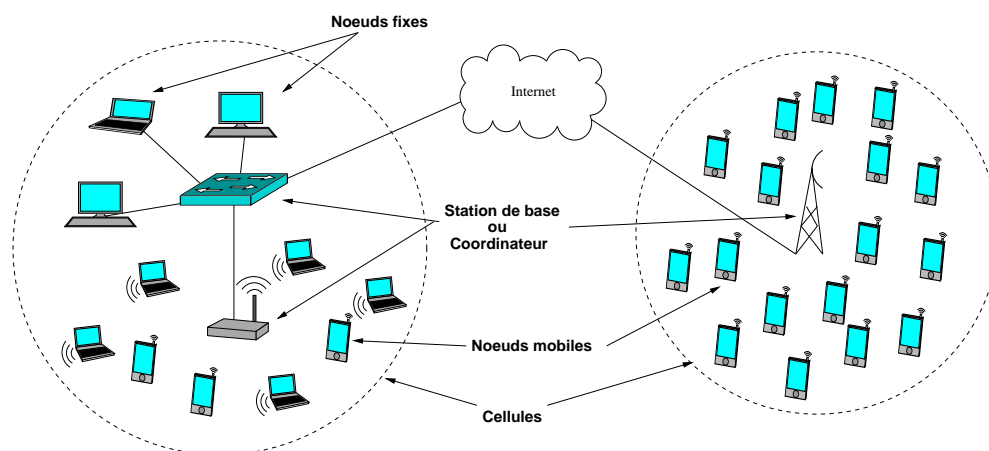 Noeuds fixes
Internet
Station de base
ou
Coordinateur
Noeuds mobiles
Cellules